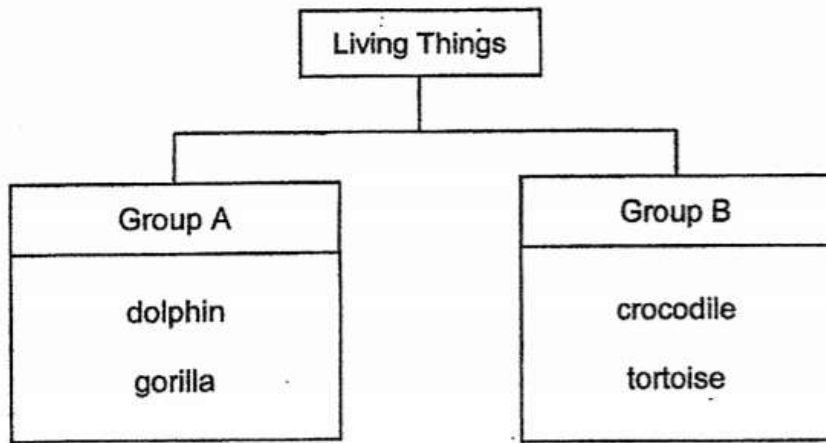 Living Things
Group A
dolphin
gorilla
Group B
crocodile
tortoise